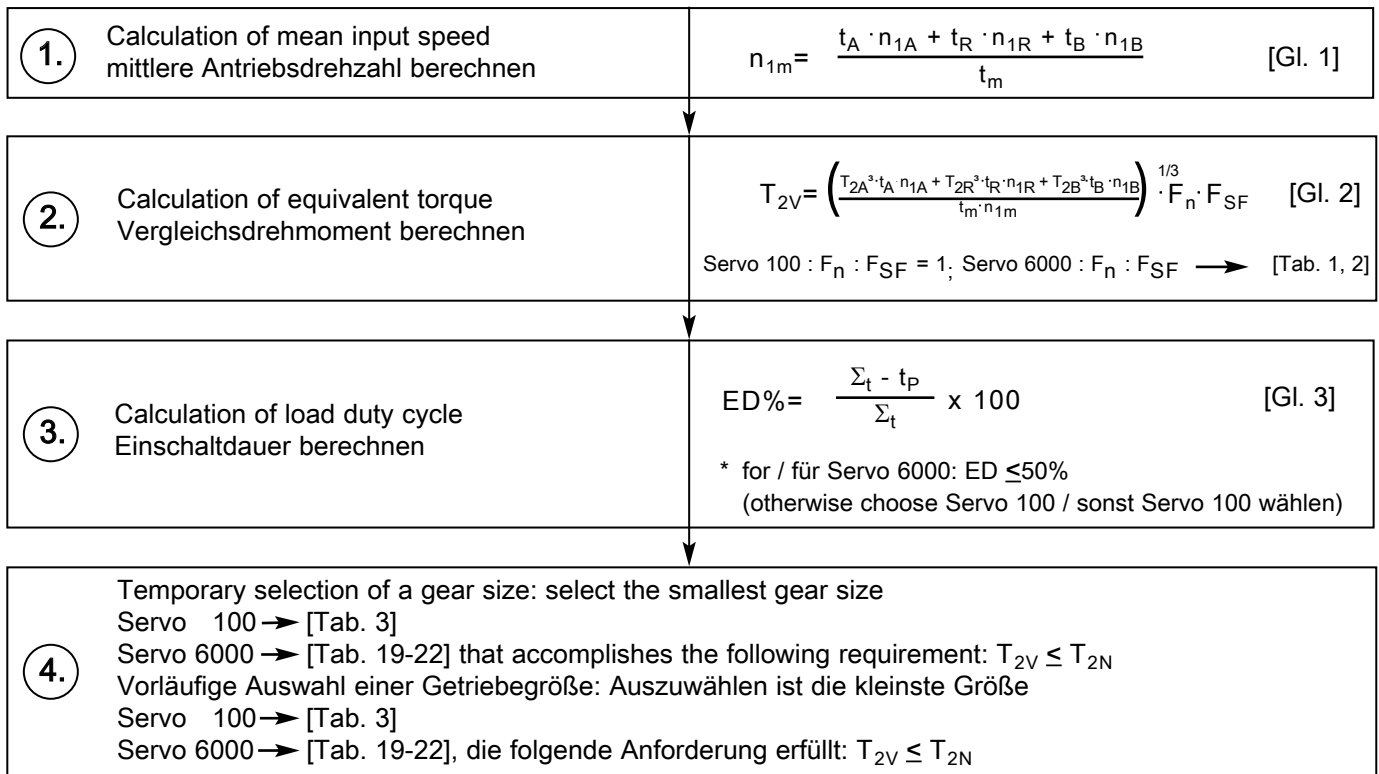 1.
Calculation of mean input speed
mittlere Antriebsdrehzahl berechnen
n1m= (tA · n1A + tR · n1R + tB · n1B) / tm [Gl. 1]
2.
Calculation of equivalent torque
Vergleichsdrehmoment berechnen
T2V= ((T2A³·tA·n1A + T2R³·tR·n1R + T2B³·tB·n1B) / (tm·n1m))^1/3 · Fn · FSF [Gl. 2]
Servo 100 : Fn : FSF = 1; Servo 6000 : Fn : FSF → [Tab. 1, 2]
3.
Calculation of load duty cycle
Einschaltdauer berechnen
ED%= (Σt - tP) / Σt x 100 [Gl. 3]
* for / für Servo 6000: ED ≤50%
(otherwise choose Servo 100 / sonst Servo 100 wählen)
4.
Temporary selection of a gear size: select the smallest gear size
Servo 100 → [Tab. 3]
Servo 6000 → [Tab. 19-22] that accomplishes the following requirement: T2V ≤ T2N
Vorläufige Auswahl einer Getriebegröße: Auszuwählen ist die kleinste Größe
Servo 100 → [Tab. 3]
Servo 6000 → [Tab. 19-22], die folgende Anforderung erfüllt: T2V ≤ T2N